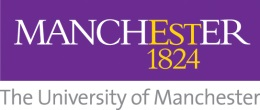 MANCHESTER
1824
The University of Manchester